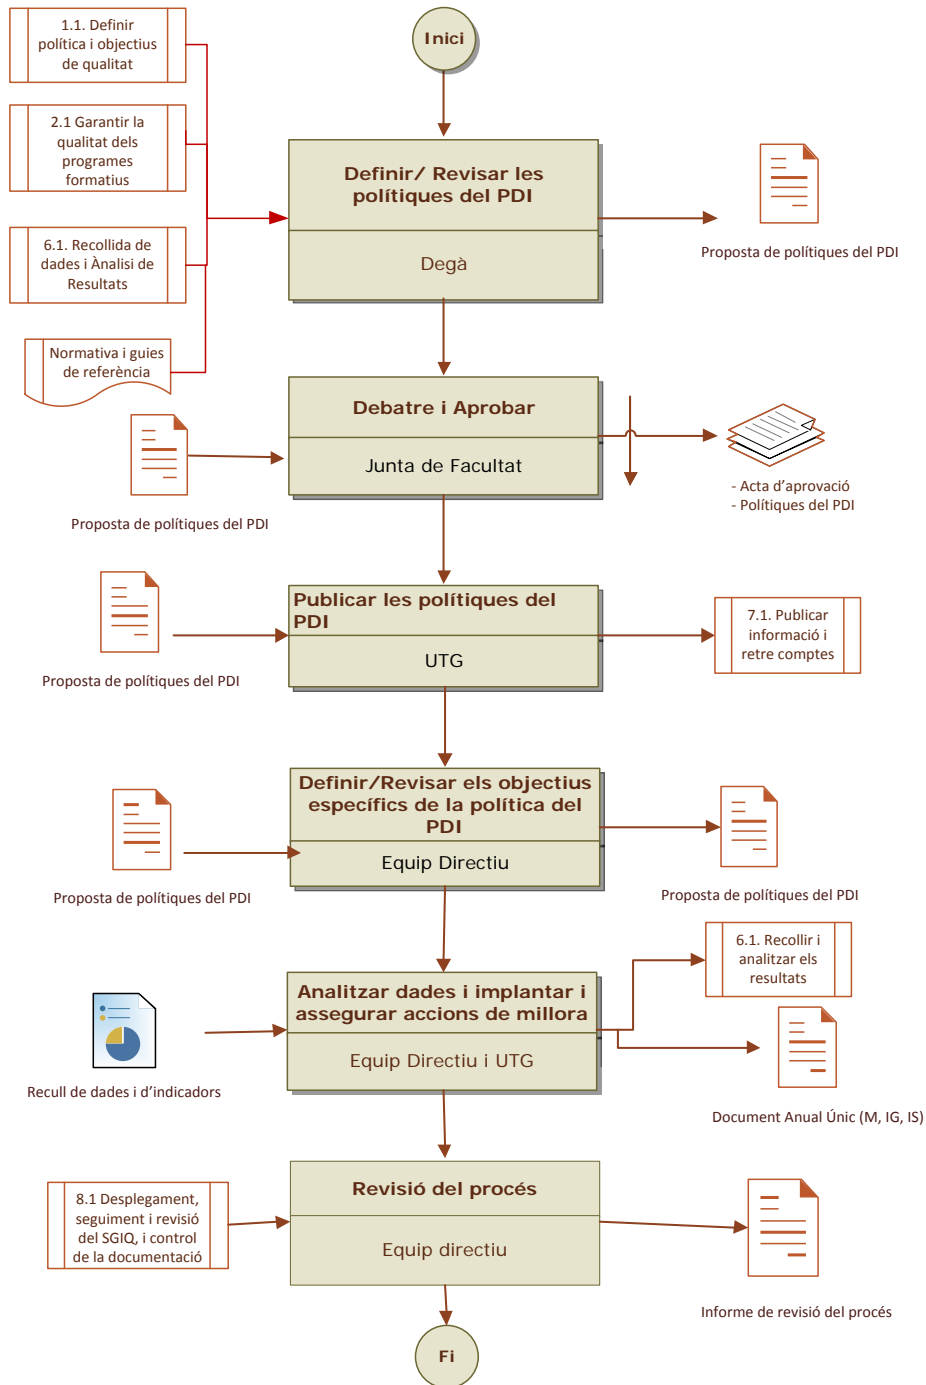 1.1. Definir
política i objectius
de qualitat
Inici
2.1 Garantir la
qualitat dels
programes
formatius
Definir/ Revisar les
polítiques del PDI
Degà
Proposta de polítiques del PDI
6.1. Recollida de
dades i Ànalisi de
Resultats
Normativa i guies
de referència
Debatre i Aprobar
Junta de Facultat
Proposta de polítiques del PDI
- Acta d'aprovació
- Polítiques del PDI
Publicar les polítiques del
PDI
UTG
Proposta de polítiques del PDI
7.1. Publicar
informació i
retre comptes
Definir/Revisar els objectius
específics de la política del
PDI
Equip Directiu
Proposta de polítiques del PDI
Proposta de polítiques del PDI
6.1. Recollir i
analitzar els
resultats
Analitzar dades i implantar i
assegurar accions de millora
Equip Directiu i UTG
Recull de dades i d'indicadors
Document Anual Únic (M, IG, IS)
8.1 Desplegament,
seguiment i revisió
del SGIQ, i control
de la documentació
Revisió del procés
Equip directiu
Informe de revisió del procés
Fi